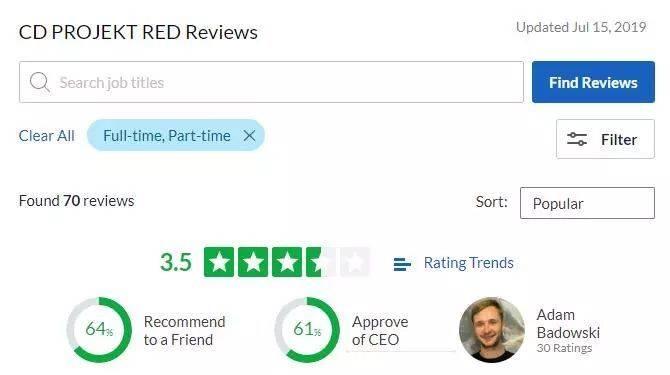 CD PROJEKT RED Reviews
Updated Jul 15, 2019
Search job titles
Find Reviews
Clear All
Full-time, Part-time
Filter
Found 70 reviews
Sort:
Popular
3.5
Rating Trends
64%
Recommend
to a Friend
61%
Approve
of CEO
Adam
Badowski
30 Ratings